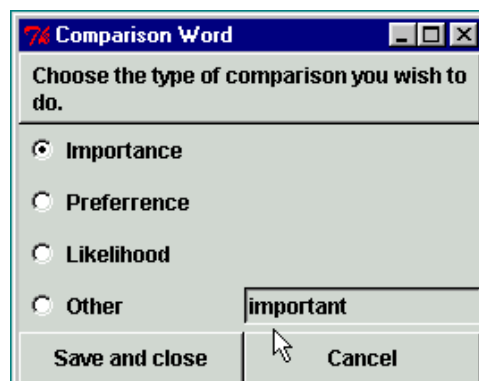 7k Comparison Word
Choose the type of comparison you wish to
do.
Importance
Preferrence
Likelihood
Other important
Save and close Cancel